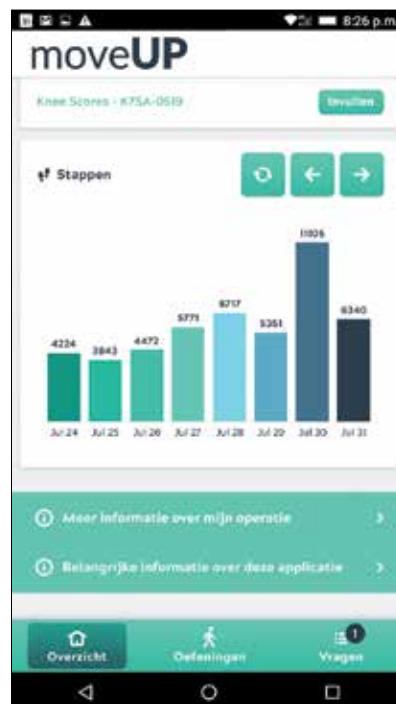 8:26 p.m
moveUP
Knee Scores - K7SA-0519
Invullen
Stappen
11026
4224
3843
4472
5771
6717
5351
6340
Jul 24 Jul 25 Jul 26 Jul 27 Jul 28 Jul 29 Jul 30 Jul 31
Meer informatie over mijn operatie
Belangrijke informatie over deze applicatie
1
Overzicht Oefeningen Vragen